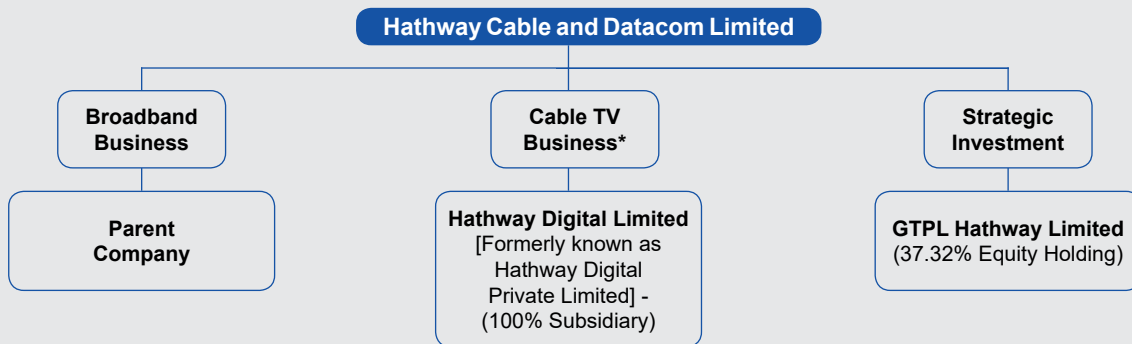 Hathway Cable and Datacom Limited
Broadband
Business
Cable TV
Business*
Strategic
Investment
Parent
Company
Hathway Digital Limited
[Formerly known as
Hathway Digital
Private Limited] -
(100% Subsidiary)
GTPL Hathway Limited
(37.32% Equity Holding)